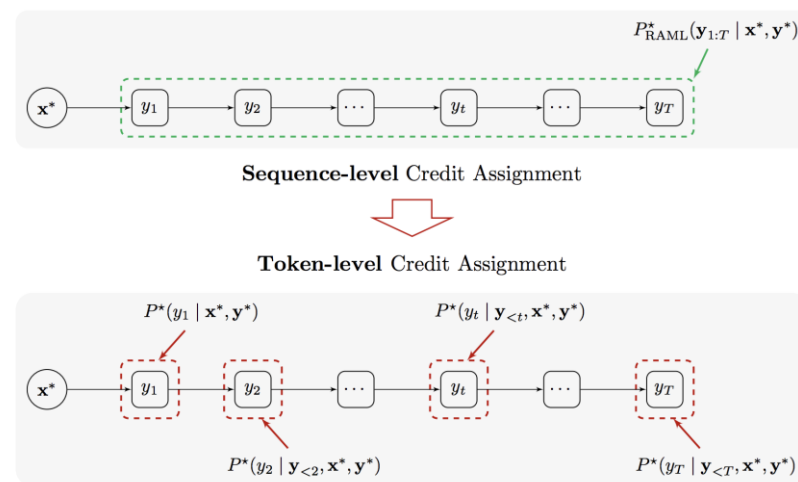 P⋆RAML(y1:T | x*, y*)
x* y1 y2 ··· yt ··· yT
Sequence-level Credit Assignment
Token-level Credit Assignment
P⋆(y1 | x*, y*) P⋆(yt | y<t, x*, y*)
x* y1 y2 ··· yt ··· yT
P⋆(y2 | y<2, x*, y*) P⋆(yT | y<T, x*, y*)